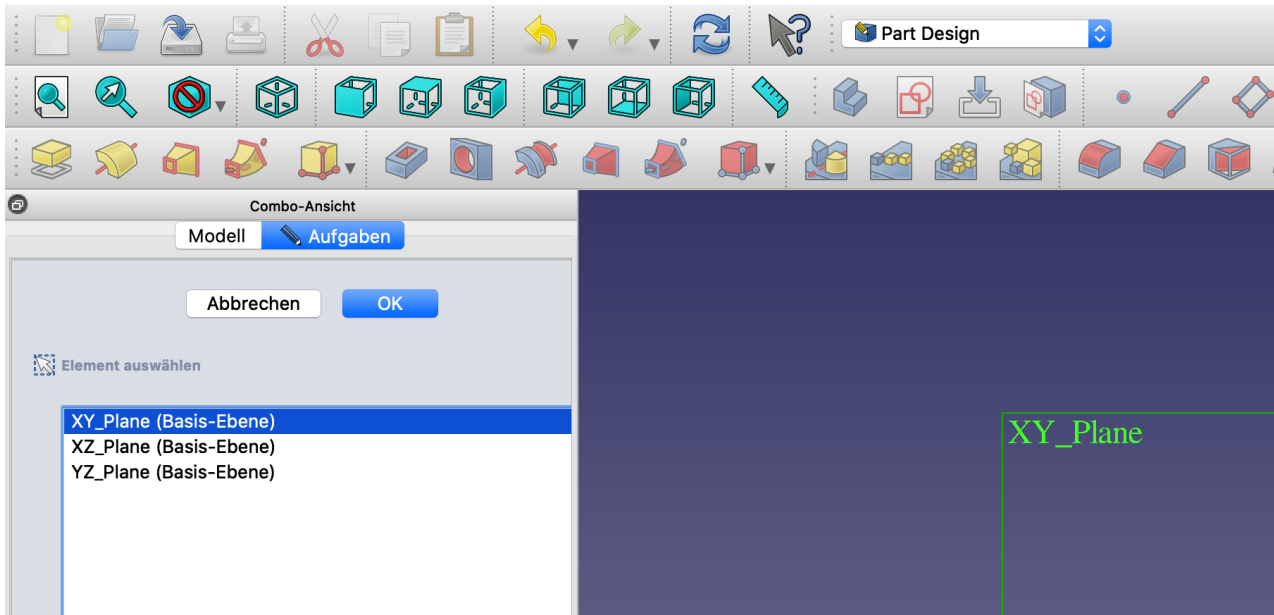 Part Design
Combo-Ansicht
Modell
Aufgaben
Abbrechen
OK
Element auswählen
XY_Plane (Basis-Ebene)
XZ_Plane (Basis-Ebene)
YZ_Plane (Basis-Ebene)
XY_Plane